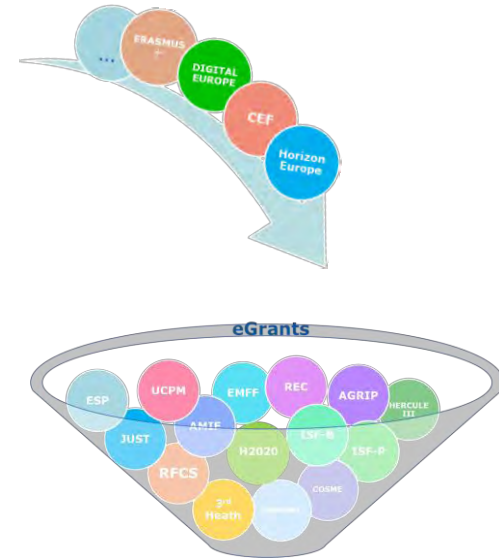 ...
ERASMUS
+
DIGITAL
EUROPE
CEF
Horizon
Europe
eGrants
ESP
UCPM
EMFF
REC
AGRIP
HERCULE
III
JUST
AMIF
H2020
ISF-B
ISF-P
RFCS
COSME
3rd
Heath